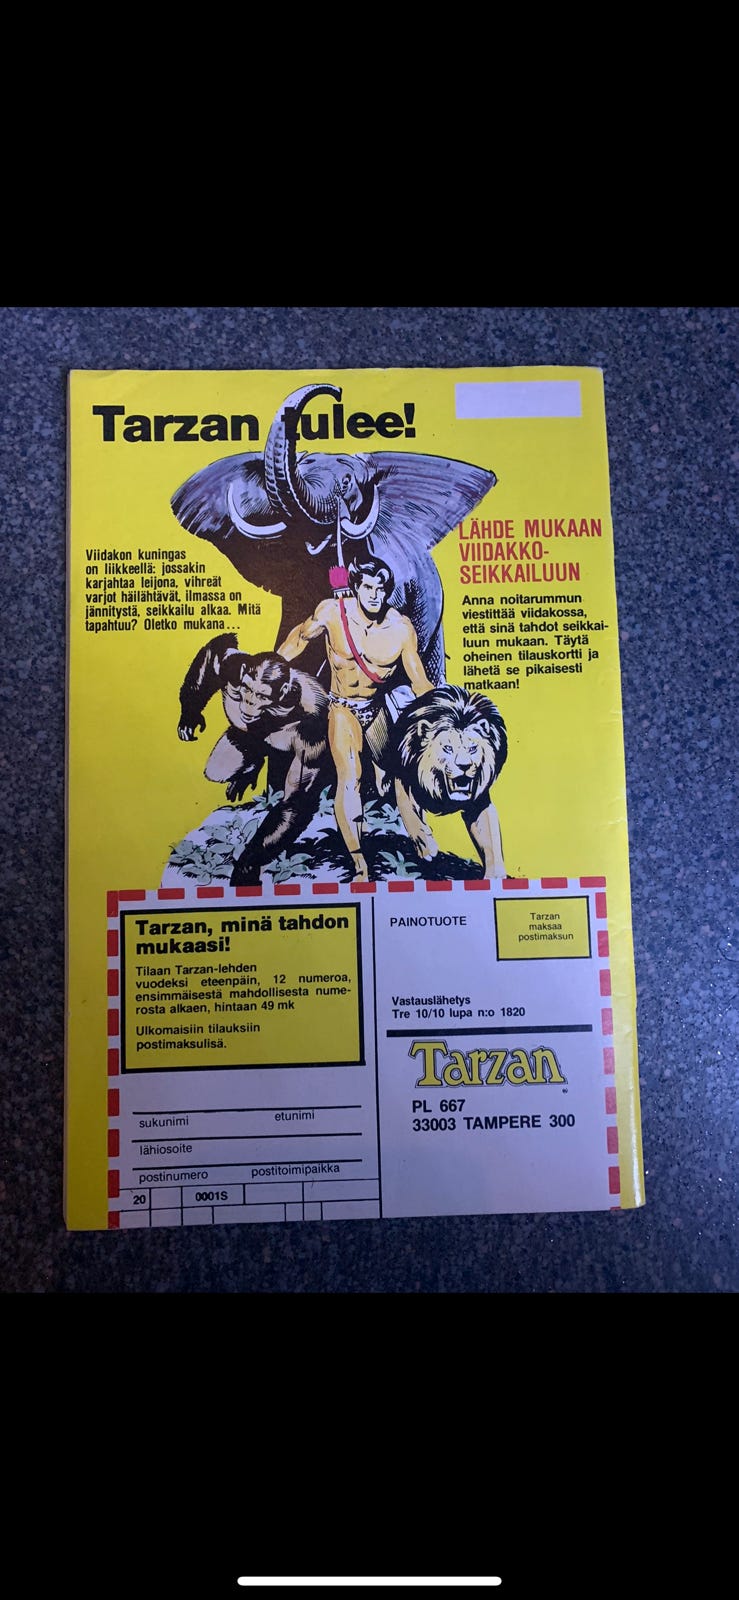 Tarzan tulee!
Viidakon kuningas
on liikkeellä: jossakin
karjahtaa leijona, vihreät
varjot häilähtävät, ilmassa on
jännitystä, seikkailu alkaa. Mitä
tapahtuu? Oletko mukana...
LÄHDE MUKAAN
VIIDAKKO-
SEIKKAILUUN
Anna noitarummun
viestittää viidakossa,
että sinä tahdot seikkai-
luun mukaan. Täytä
oheinen tilauskortti ja
lähetä se pikaisesti
matkaan!
Tarzan, minä tahdon
mukaasi!
Tilaan Tarzan-lehden
vuodeksi eteenpäin, 12 numeroa,
ensimmäisestä mahdollisesta nume-
rosta alkaen, hintaan 49 mk
Ulkomaisiin tilauksiin
postimaksulisä.
sukunimi etunimi
lähiosoite
postinumero postitoimipaikka
20 0001S
PAINOTUOTE
Tarzan
maksaa
postimaksun
Vastauslähetys
Tre 10/10 lupa n:o 1820
Tarzan
PL 667
33003 TAMPERE 300